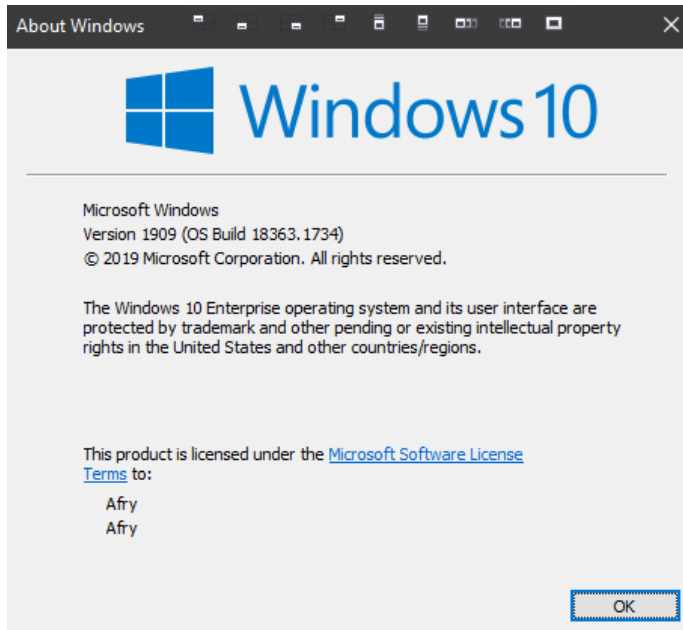 About Windows
Windows 10
Microsoft Windows
Version 1909 (OS Build 18363.1734)
© 2019 Microsoft Corporation. All rights reserved.
The Windows 10 Enterprise operating system and its user interface are
protected by trademark and other pending or existing intellectual property
rights in the United States and other countries/regions.
This product is licensed under the Microsoft Software License
Terms to:
Afry
Afry
OK